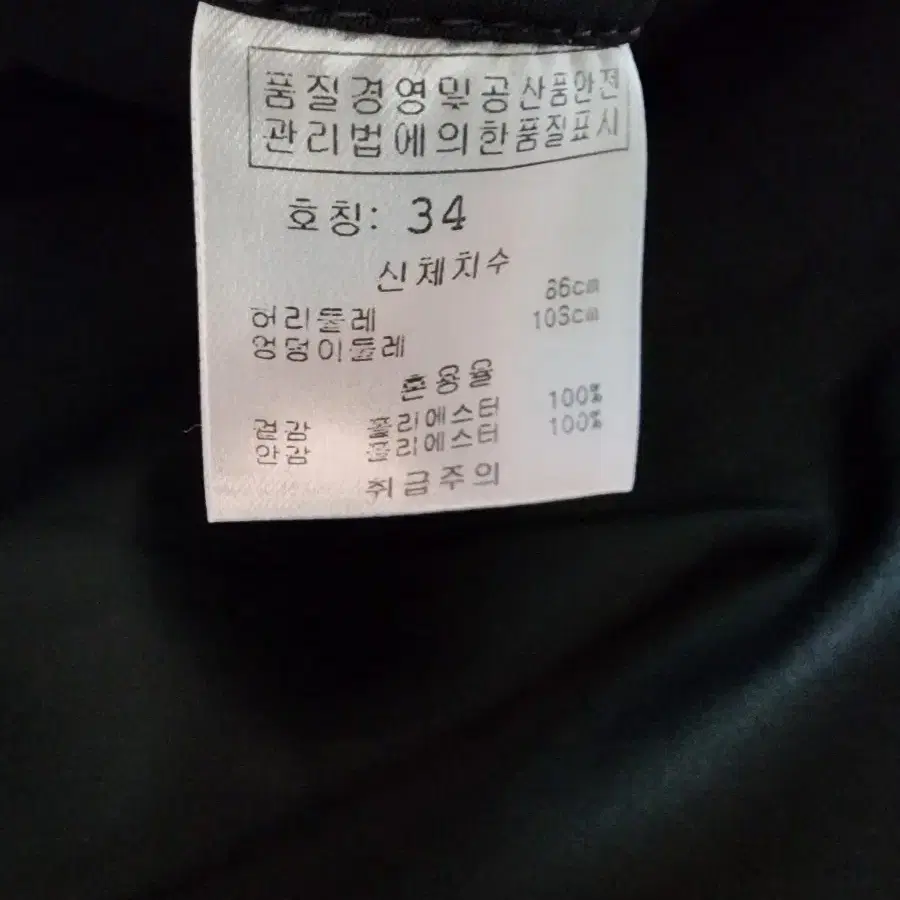 품질경영및공산품안전
관리법에의한품질표시
호칭: 34
신체치수
허리둘레 86cm
엉덩이둘레 103cm
혼용율
겉감 폴리에스터 100%
안감 폴리에스터 100%
취급주의